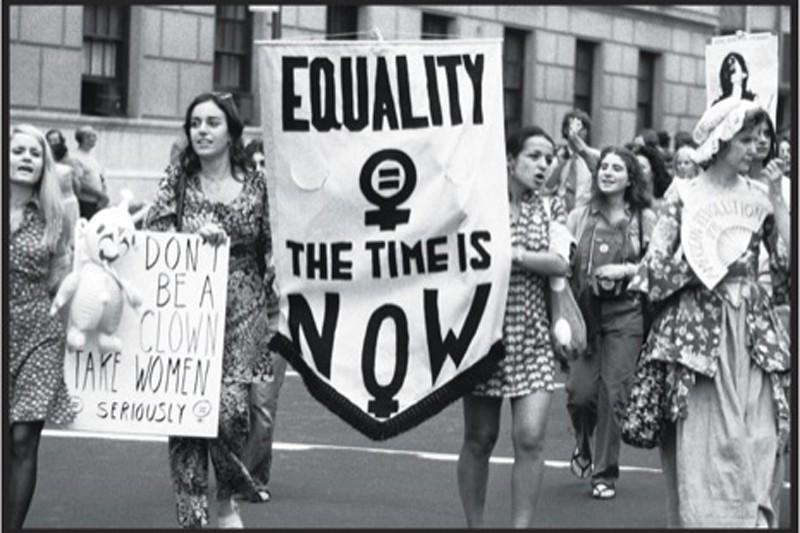 EQUALITY
=
THE TIME IS
NOW
DON'T
BE A
CLOWN
TAKE WOMEN
SERIOUSLY